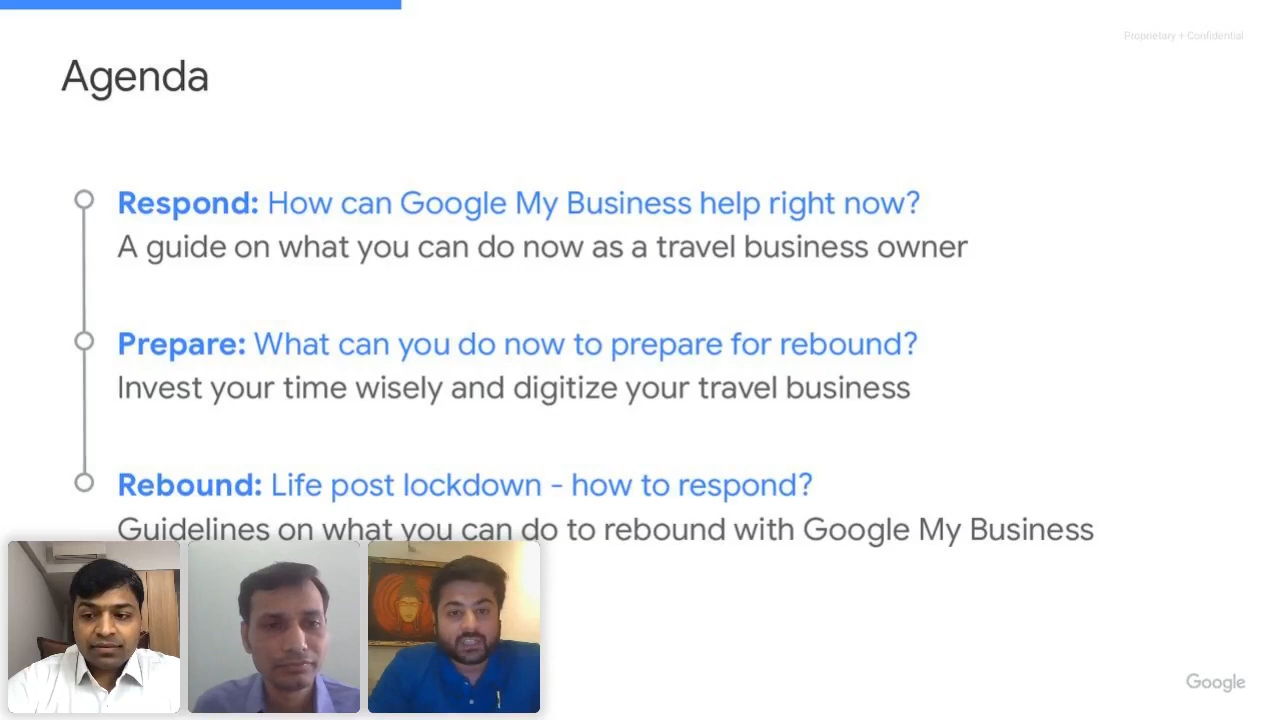 Proprietary + Confidential
Agenda
Respond: How can Google My Business help right now?
A guide on what you can do now as a travel business owner
Prepare: What can you do now to prepare for rebound?
Invest your time wisely and digitize your travel business
Rebound: Life post lockdown - how to respond?
Guidelines on what you can do to rebound with Google My Business
Google